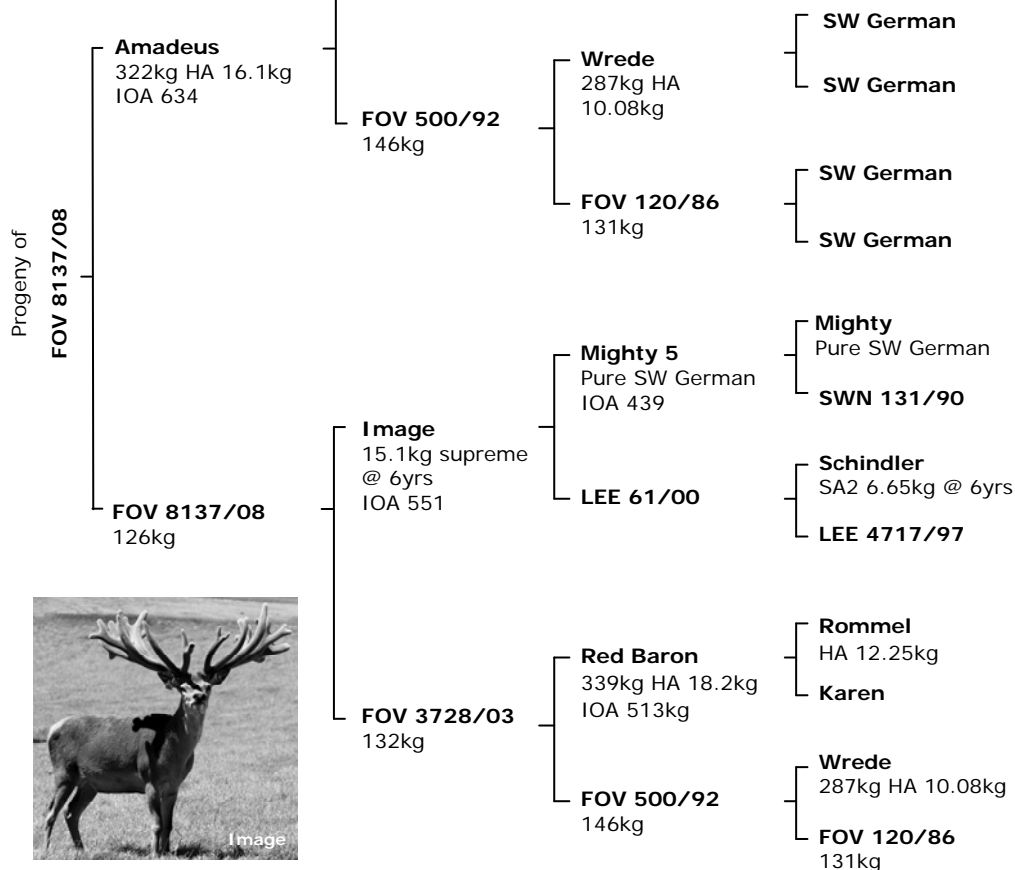 Progeny of
FOV 8137/08
Amadeus
322kg HA 16.1kg
IOA 634
FOV 500/92
146kg
Wrede
287kg HA
10.08kg
SW German
SW German
FOV 120/86
131kg
SW German
SW German
FOV 8137/08
126kg
Image
15.1kg supreme
@ 6yrs
IOA 551
Mighty 5
Pure SW German
IOA 439
Mighty
Pure SW German
SWN 131/90
LEE 61/00
Schindler
SA2 6.65kg @ 6yrs
LEE 4717/97
FOV 3728/03
132kg
Red Baron
339kg HA 18.2kg
IOA 513kg
Rommel
HA 12.25kg
Karen
FOV 500/92
146kg
Wrede
287kg HA 10.08kg
FOV 120/86
131kg
Image